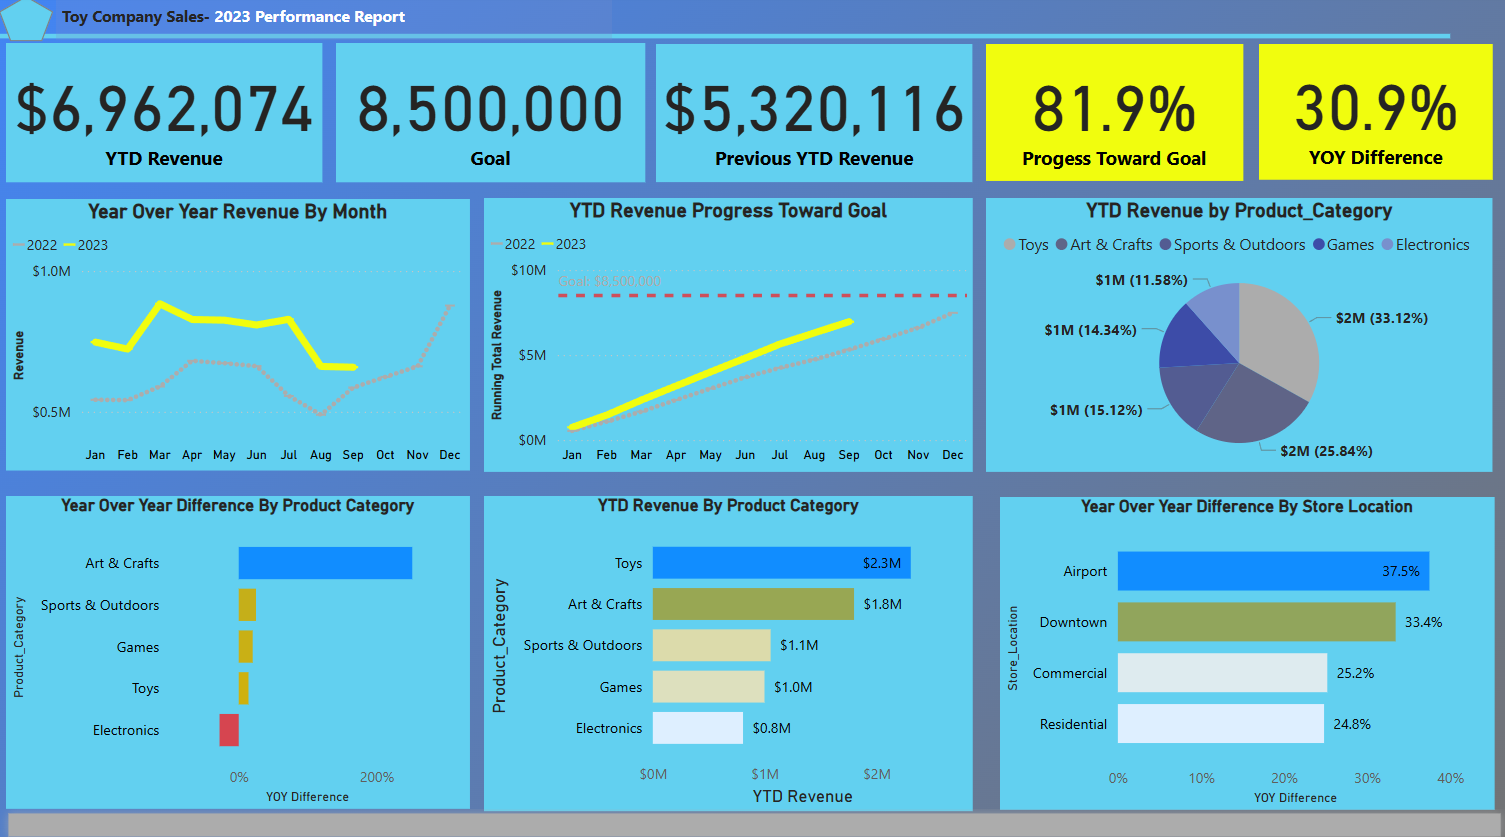 Toy Company Sales- 2023 Performance Report
$6,962,074
YTD Revenue
8,500,000
Goal
$5,320,116
Previous YTD Revenue
81.9%
Progess Toward Goal
30.9%
YOY Difference
Year Over Year Revenue By Month
2022 2023
$1.0M
$0.5M
Revenue
Jan Feb Mar Apr May Jun Jul Aug Sep Oct Nov Dec
YTD Revenue Progress Toward Goal
2022 2023
$10M
Goal: $8,500,000
$5M
$0M
Running Total Revenue
Jan Feb Mar Apr May Jun Jul Aug Sep Oct Nov Dec
YTD Revenue by Product_Category
Toys Art & Crafts Sports & Outdoors Games Electronics
$1M (11.58%)
$2M (33.12%)
$1M (14.34%)
$1M (15.12%)
$2M (25.84%)
Year Over Year Difference By Product Category
Product_Category
Art & Crafts
Sports & Outdoors
Games
Toys
Electronics
0% 200%
YOY Difference
YTD Revenue By Product Category
Product_Category
Toys $2.3M
Art & Crafts $1.8M
Sports & Outdoors $1.1M
Games $1.0M
Electronics $0.8M
$0M $1M $2M
YTD Revenue
Year Over Year Difference By Store Location
Store_Location
Airport 37.5%
Downtown 33.4%
Commercial 25.2%
Residential 24.8%
0% 10% 20% 30% 40%
YOY Difference